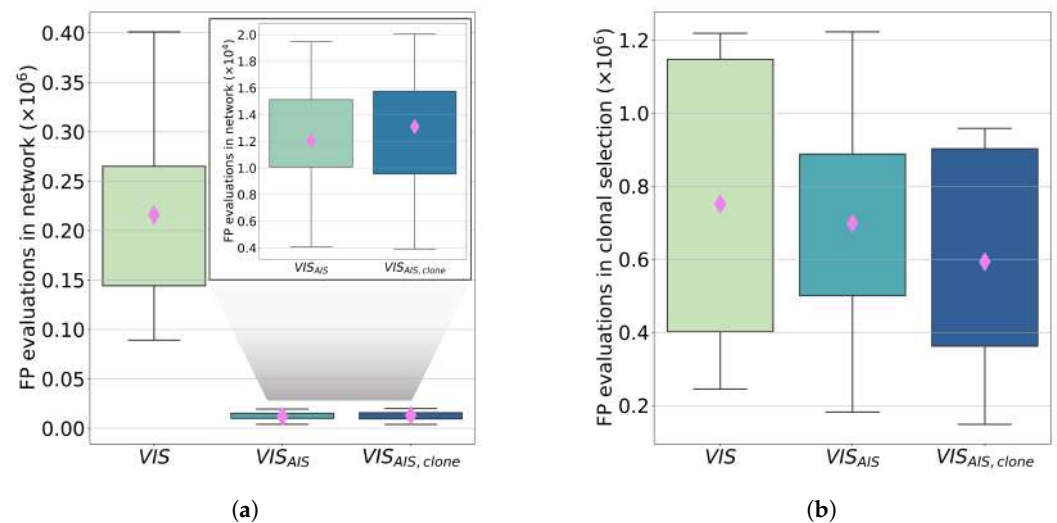 FP evaluations in network (×10⁶)
0.40
0.35
0.30
0.25
0.20
0.15
0.10
0.05
0.00
VIS
VIS_AIS
VIS_AIS, clone
FP evaluations in network (×10⁴)
2.0
1.8
1.6
1.4
1.2
1.0
0.8
0.6
0.4
VIS_AIS
VIS_AIS, clone
(a)
FP evaluations in clonal selection (×10⁶)
1.2
1.0
0.8
0.6
0.4
0.2
VIS
VIS_AIS
VIS_AIS, clone
(b)